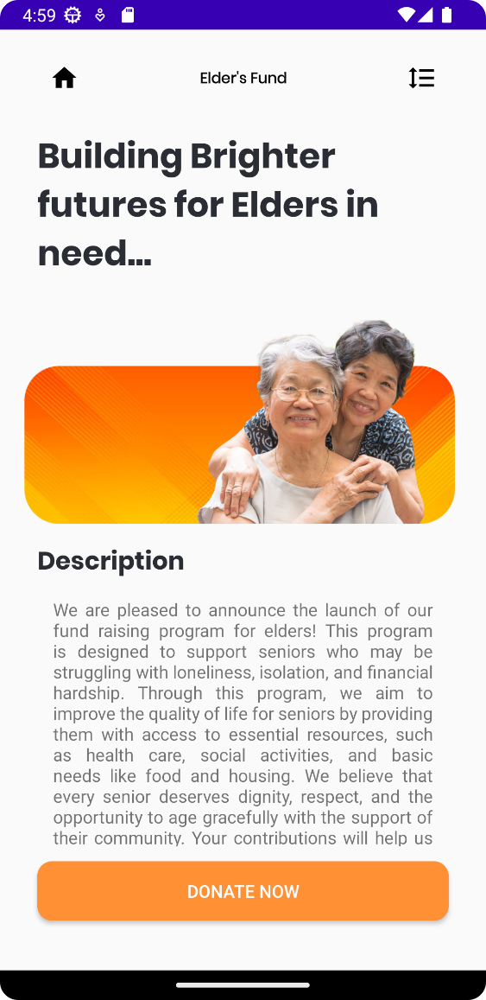 4:59
Elder's Fund
Building Brighter
futures for Elders in
need...
Description
We are pleased to announce the launch of our
fund raising program for elders! This program
is designed to support seniors who may be
struggling with loneliness, isolation, and financial
hardship. Through this program, we aim to
improve the quality of life for seniors by providing
them with access to essential resources, such
as health care, social activities, and basic
needs like food and housing. We believe that
every senior deserves dignity, respect, and the
opportunity to age gracefully with the support of
their community. Your contributions will help us
DONATE NOW